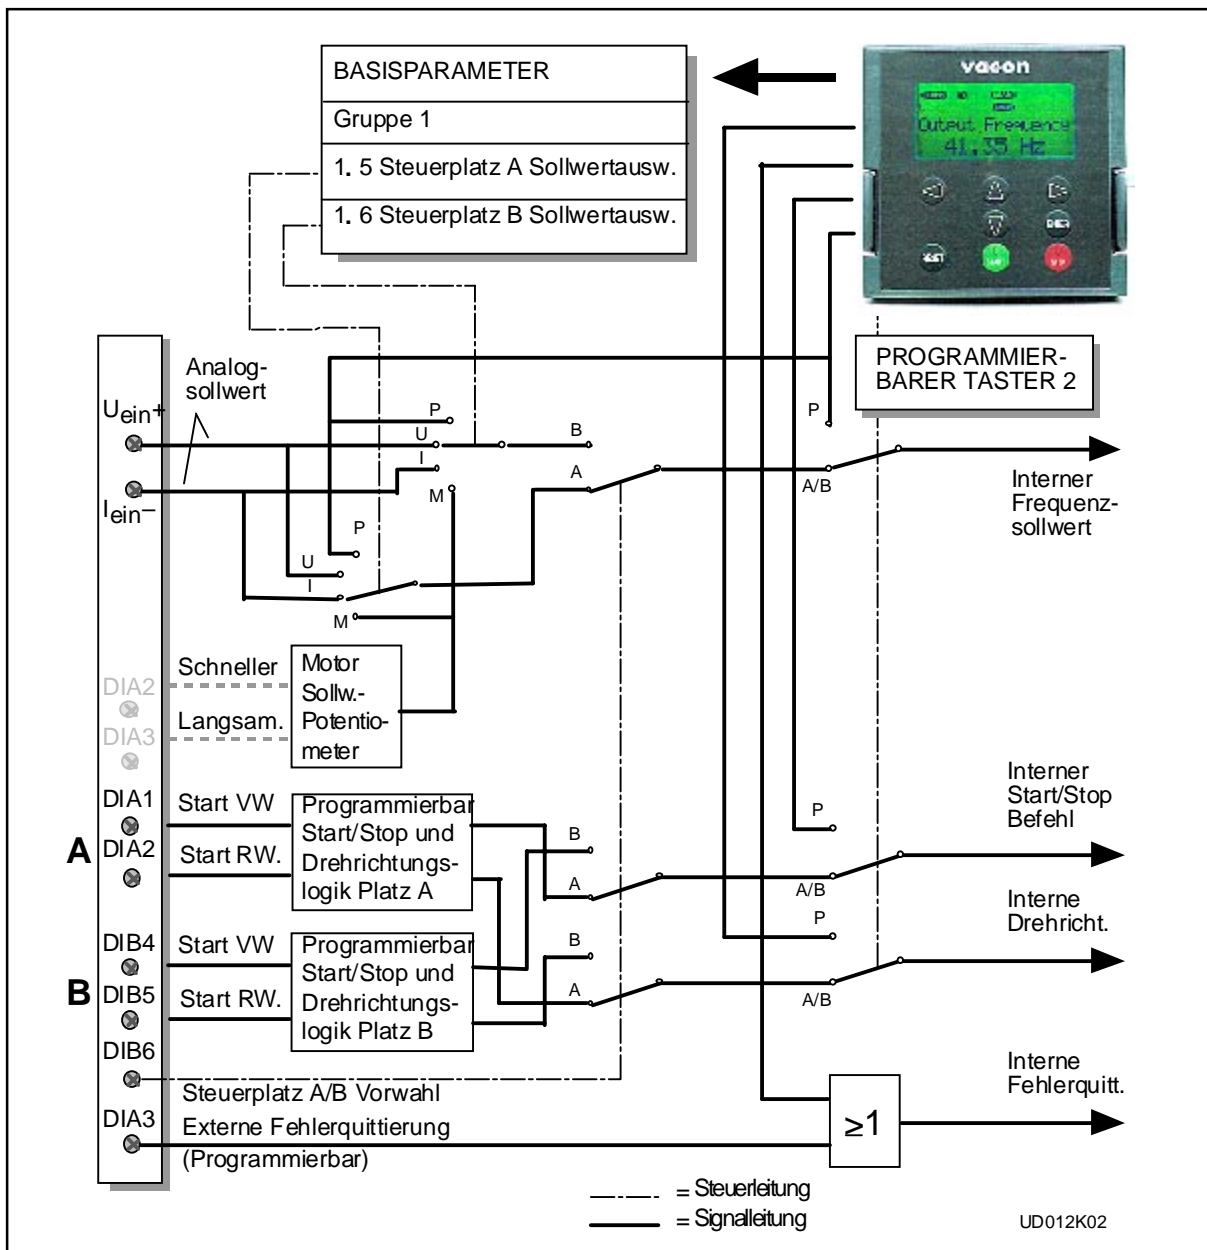 BASISPARAMETER
Gruppe 1
1. 5 Steuerplatz A Sollwertausw.
1. 6 Steuerplatz B Sollwertausw.
vacon
Output Frequency
41.35 Hz
RESET
PROGRAMMIER-
BARER TASTER 2
Analog-
sollwert
Uein+
Iein–
P
U
I
M
B
A
P
A/B
Interner
Frequenz-
sollwert
P
U
I
M
DIA2
Schneller
DIA3
Langsam.
Motor
Sollw.-
Potentio-
meter
A
DIA1
Start VW
DIA2
Start RW.
Programmierbar
Start/Stop und
Drehrichtungs-
logik Platz A
B
A
P
A/B
Interner
Start/Stop
Befehl
B
DIB4
Start VW
DIB5
Start RW.
Programmierbar
Start/Stop und
Drehrichtungs-
logik Platz B
B
A
P
A/B
Interne
Drehricht.
DIB6
Steuerplatz A/B Vorwahl
DIA3
Externe Fehlerquittierung
(Programmierbar)
≥1
Interne
Fehlerquitt.
= Steuerleitung
= Signalleitung
UD012K02